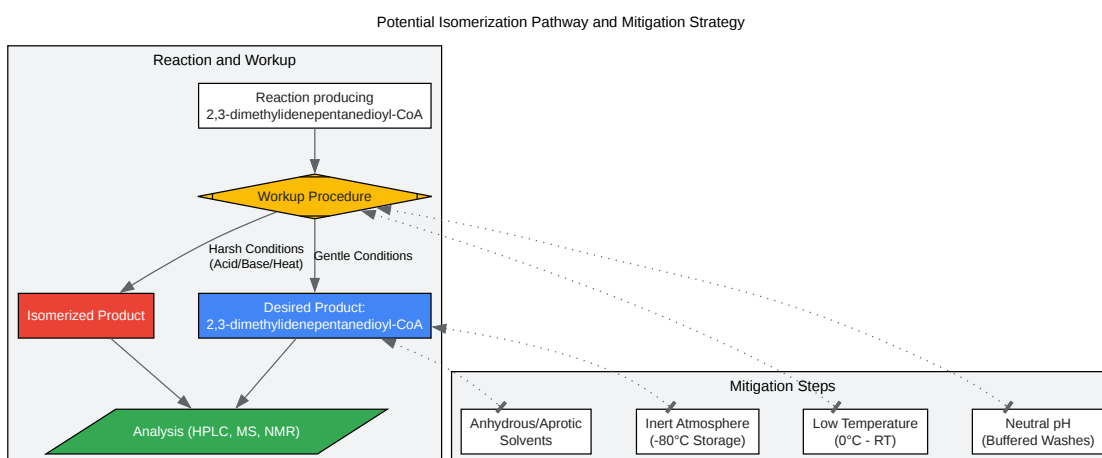 Potential Isomerization Pathway and Mitigation Strategy
Reaction and Workup
Reaction producing
2,3-dimethylidenepentanedioyl-CoA
Workup Procedure
Harsh Conditions
(Acid/Base/Heat)
Gentle Conditions
Isomerized Product
Desired Product:
2,3-dimethylidenepentanedioyl-CoA
Analysis (HPLC, MS, NMR)
Mitigation Steps
Anhydrous/Aprotic
Solvents
Inert Atmosphere
(-80°C Storage)
Low Temperature
(0°C - RT)
Neutral pH
(Buffered Washes)